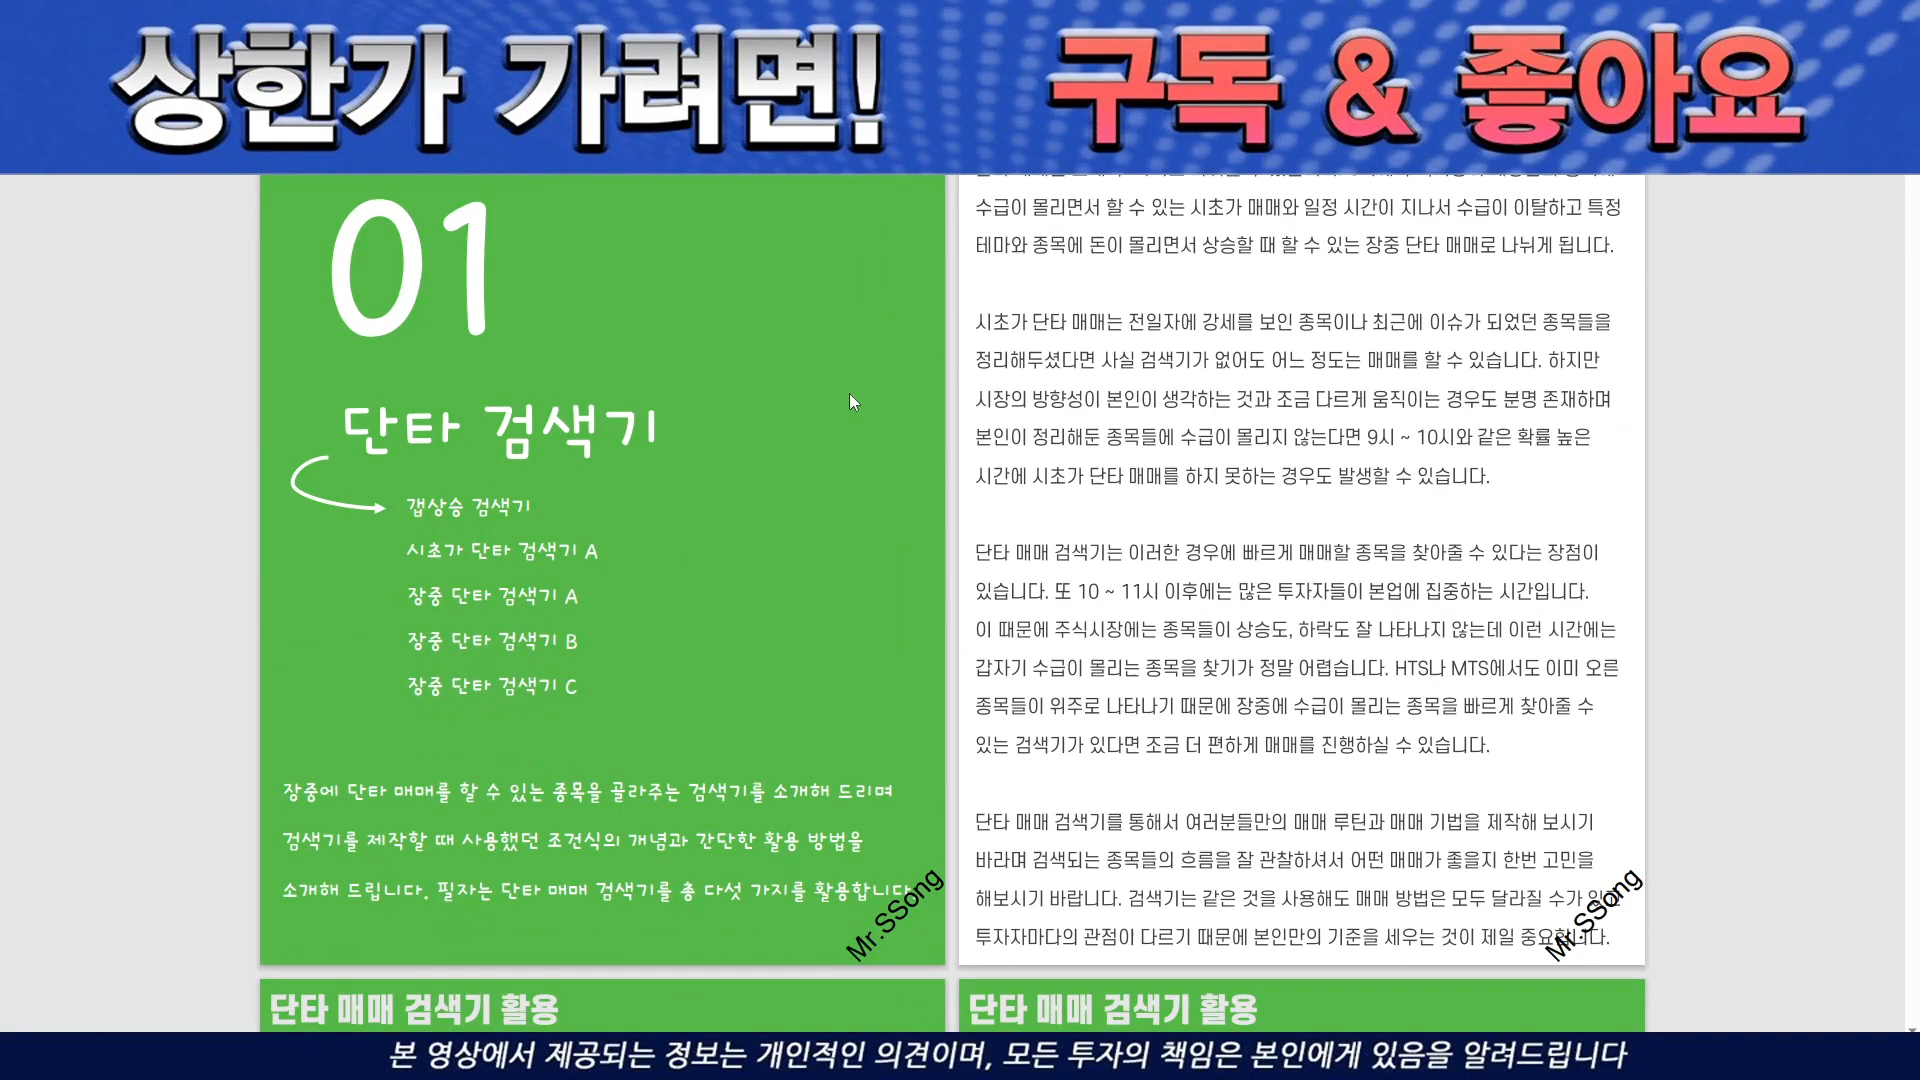 상한가 가려면! 구독 & 좋아요
01
단타 검색기
갭상승 검색기
시초가 단타 검색기 A
장중 단타 검색기 A
장중 단타 검색기 B
장중 단타 검색기 C
장중에 단타 매매를 할 수 있는 종목을 골라주는 검색기를 소개해 드리며
검색기를 제작할 때 사용했던 조건식의 개념과 간단한 활용 방법을
소개해 드립니다. 필자는 단타 매매 검색기를 총 다섯 가지를 활용합니다.
Mr.SSong
수급이 몰리면서 할 수 있는 시초가 매매와 일정 시간이 지나서 수급이 이탈하고 특정
테마와 종목에 돈이 몰리면서 상승할 때 할 수 있는 장중 단타 매매로 나뉘게 됩니다.
시초가 단타 매매는 전일자에 강세를 보인 종목이나 최근에 이슈가 되었던 종목들을
정리해두셨다면 사실 검색기가 없어도 어느 정도는 매매를 할 수 있습니다. 하지만
시장의 방향성이 본인이 생각하는 것과 조금 다르게 움직이는 경우도 분명 존재하며
본인이 정리해둔 종목들에 수급이 몰리지 않는다면 9시 ~ 10시와 같은 확률 높은
시간에 시초가 단타 매매를 하지 못하는 경우도 발생할 수 있습니다.
단타 매매 검색기는 이러한 경우에 빠르게 매매할 종목을 찾아줄 수 있다는 장점이
있습니다. 또 10 ~ 11시 이후에는 많은 투자자들이 본업에 집중하는 시간입니다.
이 때문에 주식시장에는 종목들이 상승도, 하락도 잘 나타나지 않는데 이런 시간에는
갑자기 수급이 몰리는 종목을 찾기가 정말 어렵습니다. HTS나 MTS에서도 이미 오른
종목들이 위주로 나타나기 때문에 장중에 수급이 몰리는 종목을 빠르게 찾아줄 수
있는 검색기가 있다면 조금 더 편하게 매매를 진행하실 수 있습니다.
단타 매매 검색기를 통해서 여러분들만의 매매 루틴과 매매 기법을 제작해 보시기
바라며 검색되는 종목들의 흐름을 잘 관찰하셔서 어떤 매매가 좋을지 한번 고민을
해보시기 바랍니다. 검색기는 같은 것을 사용해도 매매 방법은 모두 달라질 수가 있고
투자자마다의 관점이 다르기 때문에 본인만의 기준을 세우는 것이 제일 중요합니다.
Mr.SSong
단타 매매 검색기 활용
단타 매매 검색기 활용
본 영상에서 제공되는 정보는 개인적인 의견이며, 모든 투자의 책임은 본인에게 있음을 알려드립니다